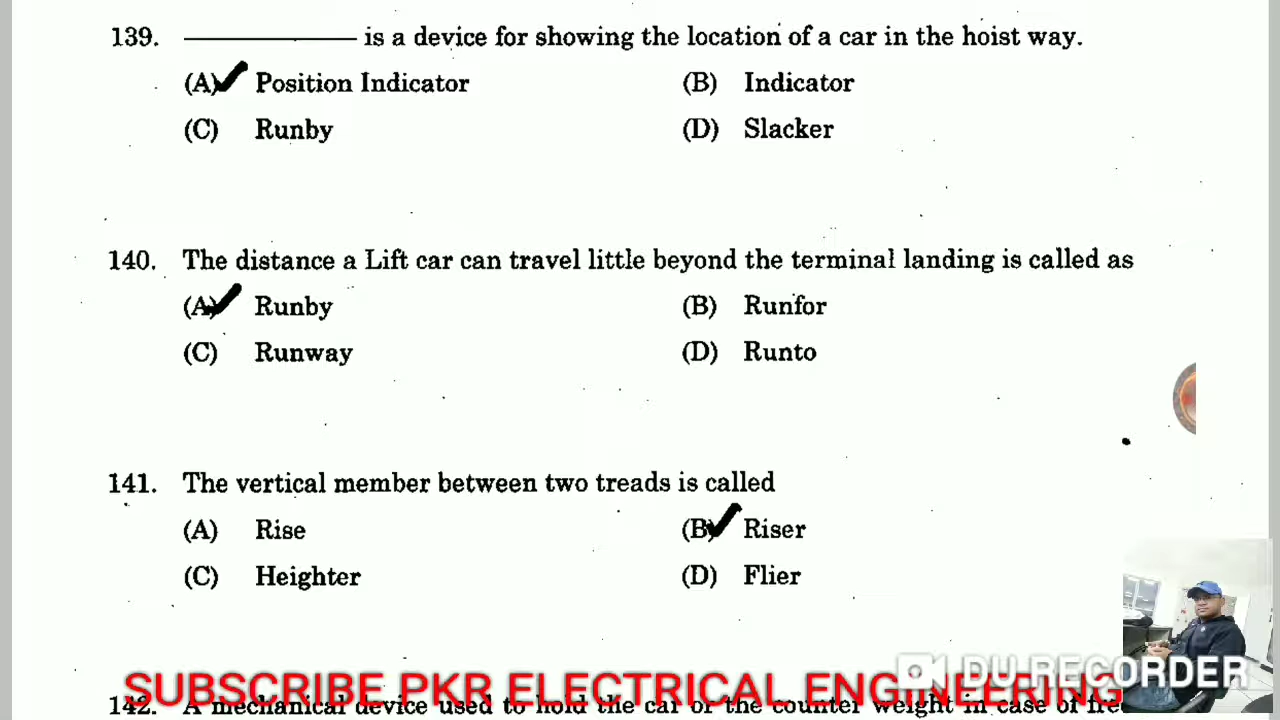 139. ____________ is a device for showing the location of a car in the hoist way.
(A) Position Indicator (B) Indicator
(C) Runby (D) Slacker
140. The distance a Lift car can travel little beyond the terminal landing is called as
(A) Runby (B) Runfor
(C) Runway (D) Runto
141. The vertical member between two treads is called
(A) Rise (B) Riser
(C) Heighter (D) Flier
SUBSCRIBE PKR ELECTRICAL ENGINEERING
DU RECORDER
142. A mechanical device used to hold the car or the counter weight in case of